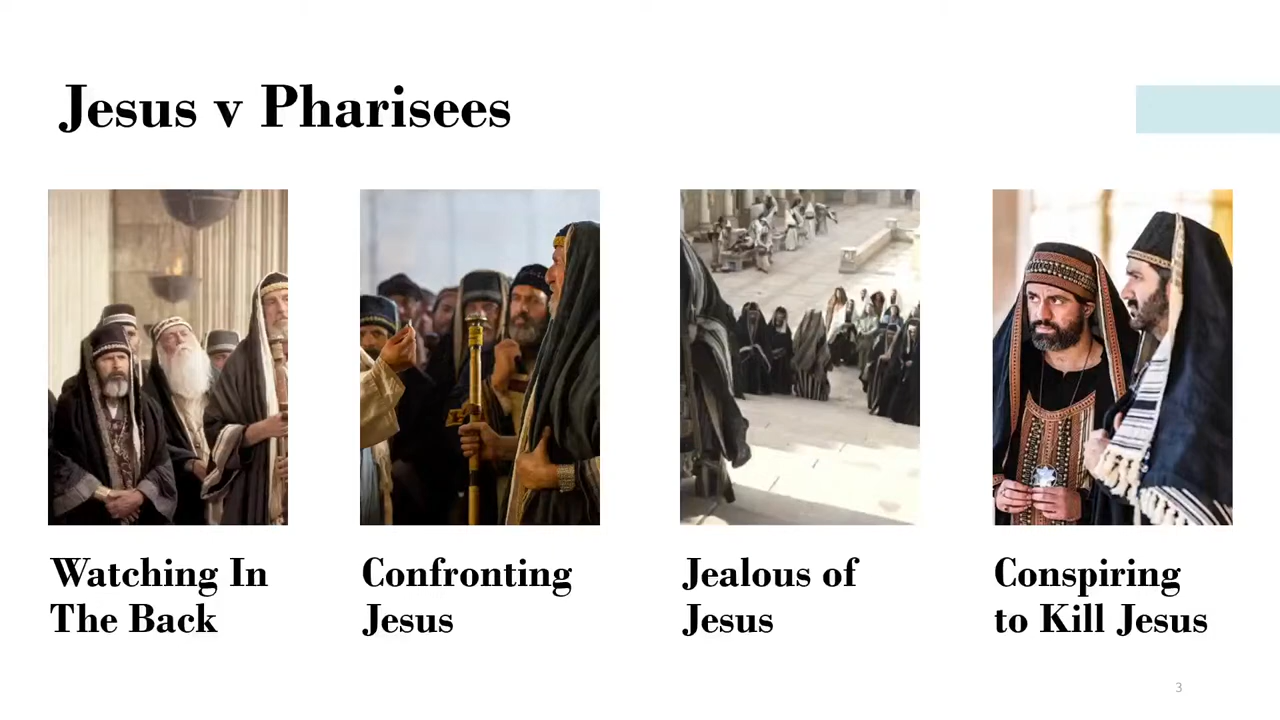 Jesus v Pharisees
Watching In
The Back
Confronting
Jesus
Jealous of
Jesus
Conspiring
to Kill Jesus
3